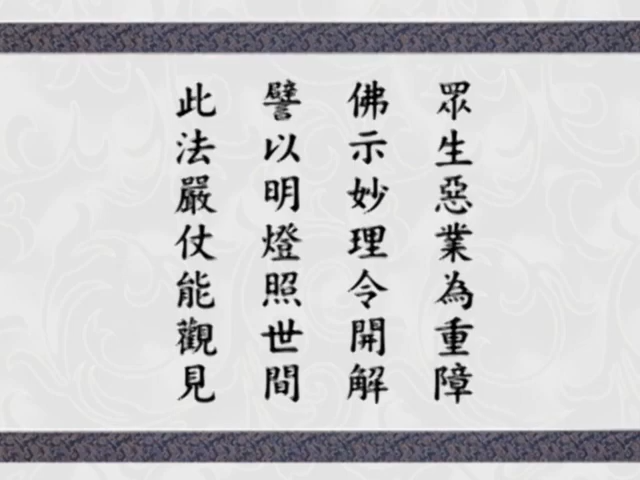 眾生惡業為重障
佛示妙理令開解
譬以明燈照世間
此法嚴仗能觀見